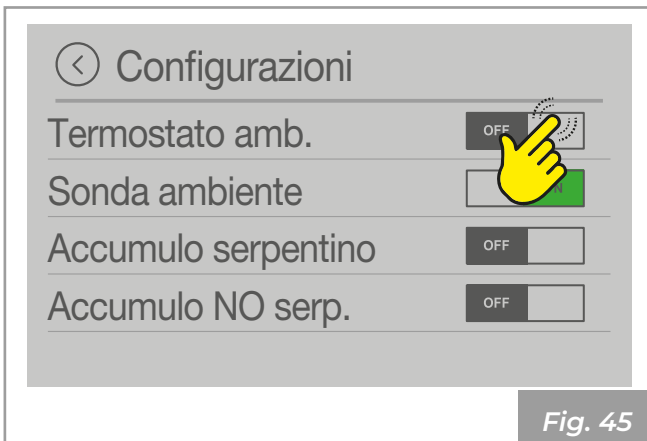 Configurazioni
Termostato amb. OFF
Sonda ambiente
Accumulo serpentino OFF
Accumulo NO serp. OFF
Fig. 45